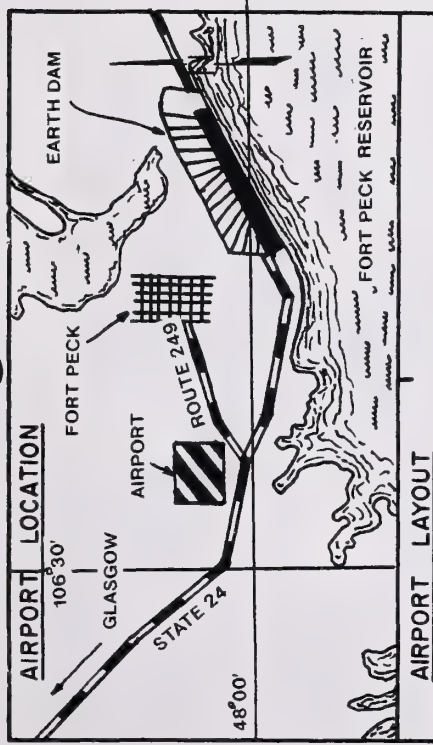 AIRPORT LOCATION
106°30'
GLASGOW
STATE 24
48°00'
AIRPORT
FORT PECK
ROUTE 249
EARTH DAM
FORT PECK RESERVOIR
AIRPORT LAYOUT